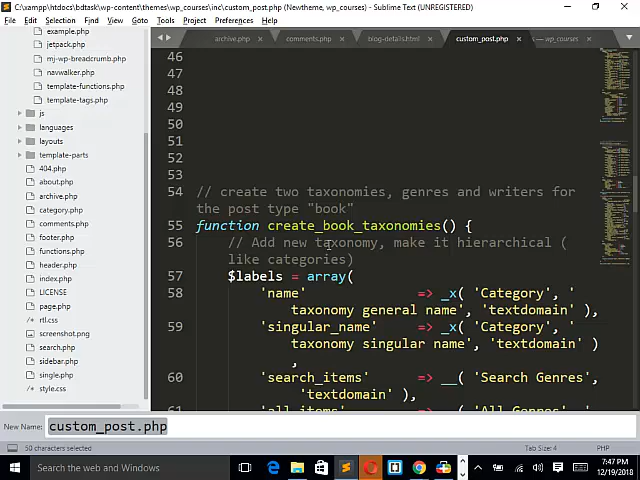 C:\xampp\htdocs\bdtask\wp-content\themes\wp_courses\inc\custom_post.php (Newtheme, wp_courses) - Sublime Text (UNREGISTERED)
File Edit Selection Find View Goto Tools Project Preferences Help
example.php
jetpack.php
mj-wp-breadcrumb.php
navwalker.php
template-functions.php
template-tags.php
js
languages
layouts
template-parts
404.php
about.php
archive.php
category.php
comments.php
footer.php
functions.php
header.php
index.php
LICENSE
page.php
rtl.css
screenshot.png
search.php
sidebar.php
single.php
style.css
archive.php comments.php blog-details.html custom_post.php — wp_courses
46
47
48
49
50
51
52
53
54 // create two taxonomies, genres and writers for
the post type "book"
55 function create_book_taxonomies() {
56 // Add new taxonomy, make it hierarchical (
like categories)
57 $labels = array(
58 'name' => _x( 'Category', '
taxonomy general name', 'textdomain' ),
59 'singular_name' => _x( 'Category', '
taxonomy singular name', 'textdomain' )
,
60 'search_items' => __( 'Search Genres',
'textdomain' ),
61 'all_items' => __( 'All Genres',
New Name: custom_post.php
50 characters selected Tab Size: 4 PHP
Search the web and Windows
7:47 PM
12/19/2018